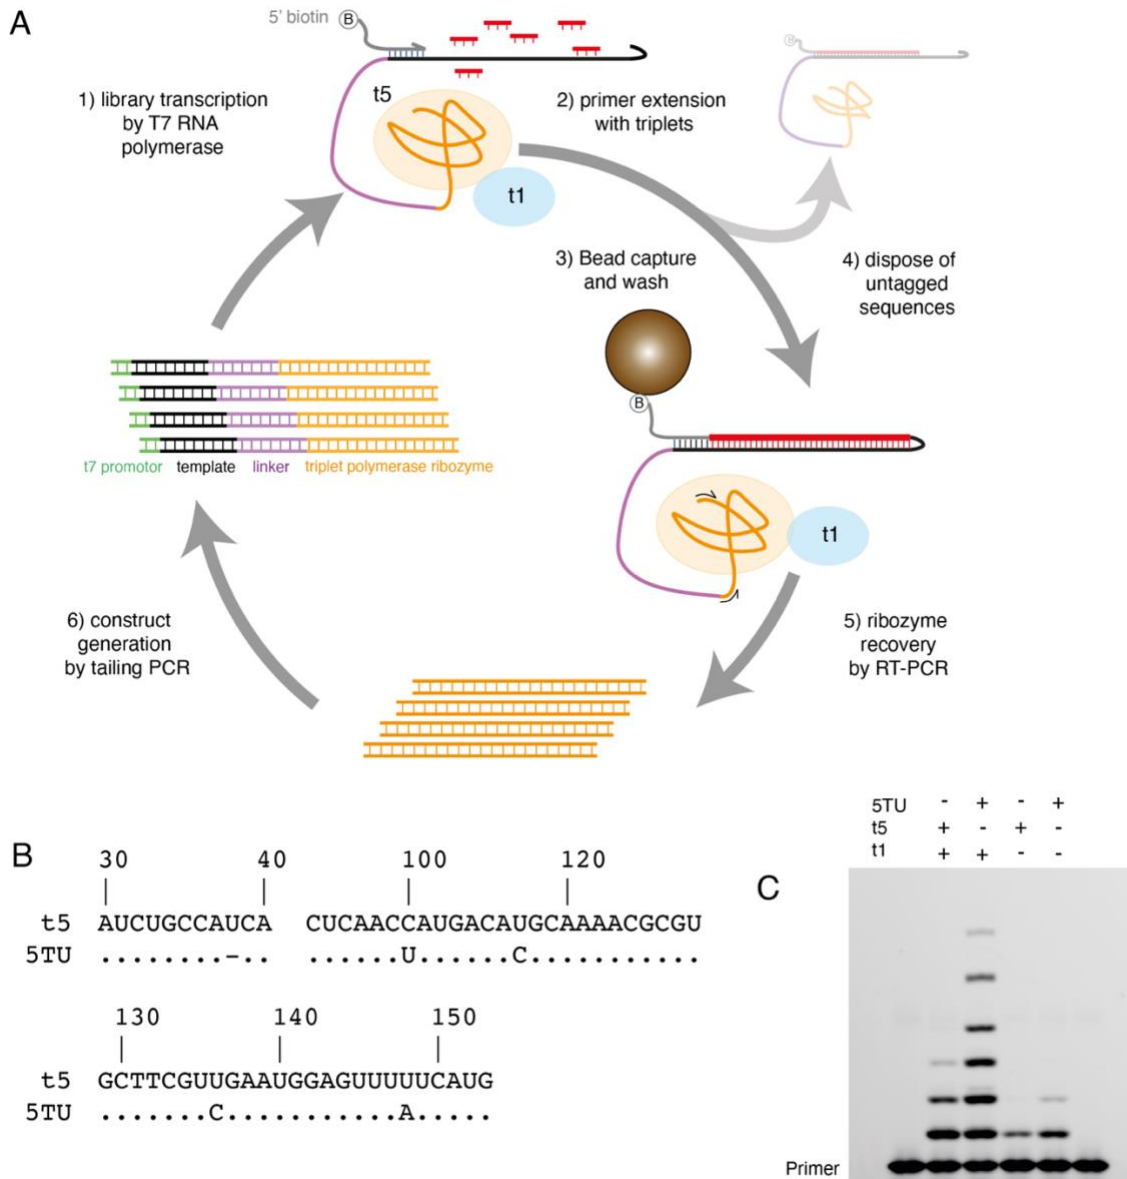 A
5' biotin
B
B
1) library transcription
by T7 RNA
polymerase
t5
t1
2) primer extension
with triplets
3) Bead capture
and wash
4) dispose of
untagged
sequences
B
t7 promotor template linker triplet polymerase ribozyme
t1
5) ribozyme
recovery
by RT-PCR
6) construct
generation
by tailing PCR
B
30 40 100 120
t5 AUCUGCCAUCA CUCAACCAUGACAUGCAAAACGCGU
5TU ........–.. ......U......C...........
130 140 150
t5 GCTTCGUUGAAUGGAGUUUUUCAUG
5TU .......C...........A.....
C
5TU - + - +
t5 + - + -
t1 + + - -
Primer